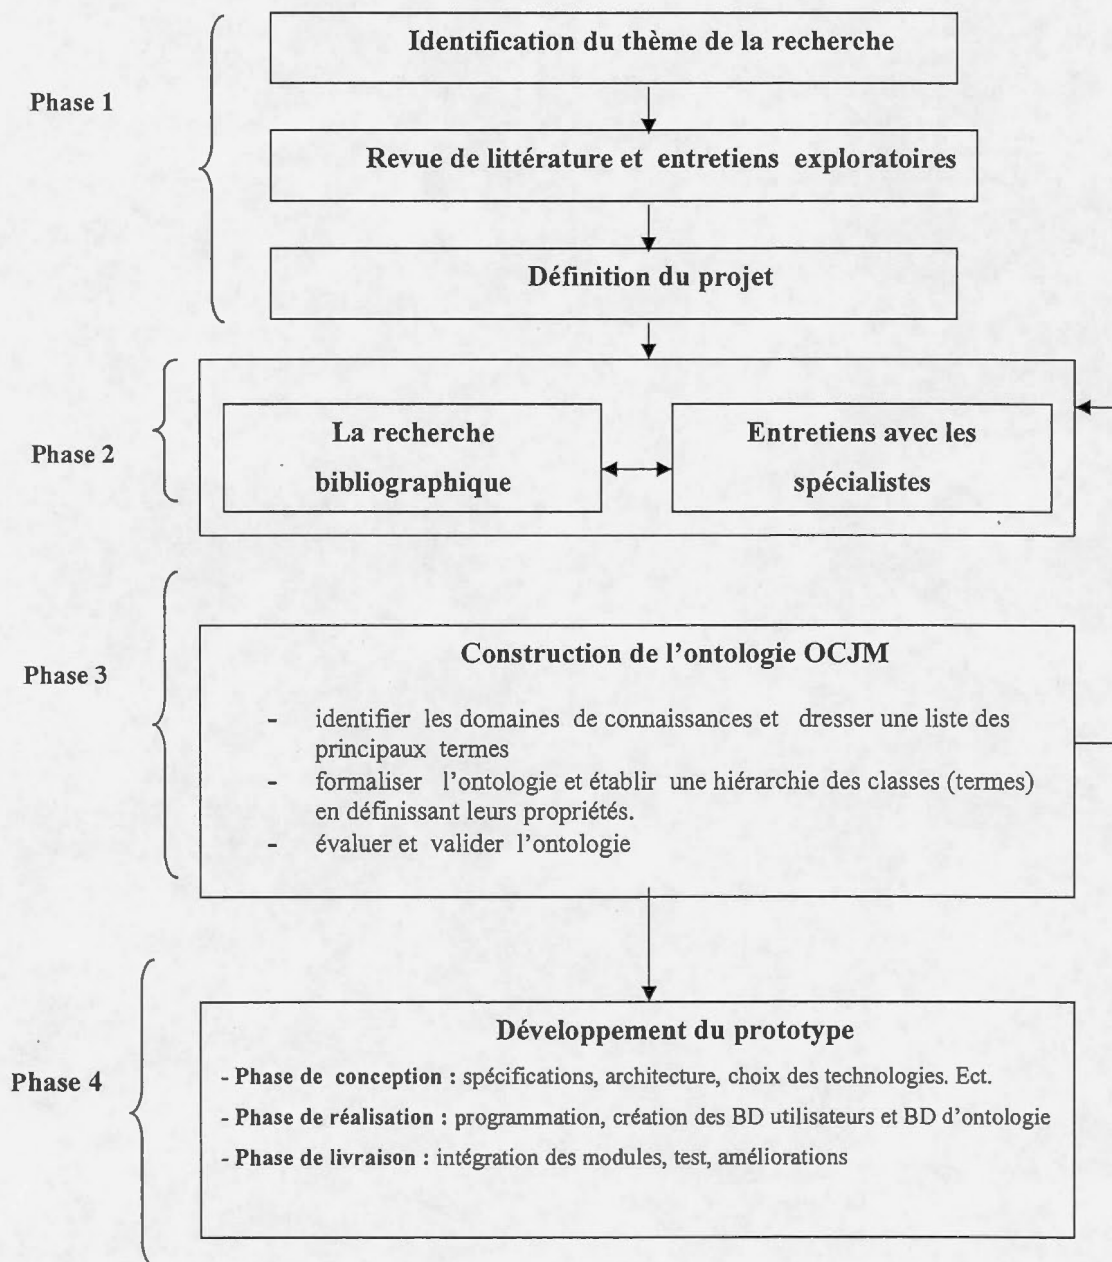 Identification du thème de la recherche
Phase 1
Revue de littérature et entretiens exploratoires
Définition du projet
La recherche
bibliographique
Entretiens avec les
spécialistes
Phase 2
Construction de l'ontologie OCJM
Phase 3
- identifier les domaines de connaissances et dresser une liste des
principaux termes
- formaliser l'ontologie et établir une hiérarchie des classes (termes)
en définissant leurs propriétés.
- évaluer et valider l'ontologie
Développement du prototype
Phase 4
- Phase de conception : spécifications, architecture, choix des technologies. Ect.
- Phase de réalisation : programmation, création des BD utilisateurs et BD d'ontologie
- Phase de livraison : intégration des modules, test, améliorations